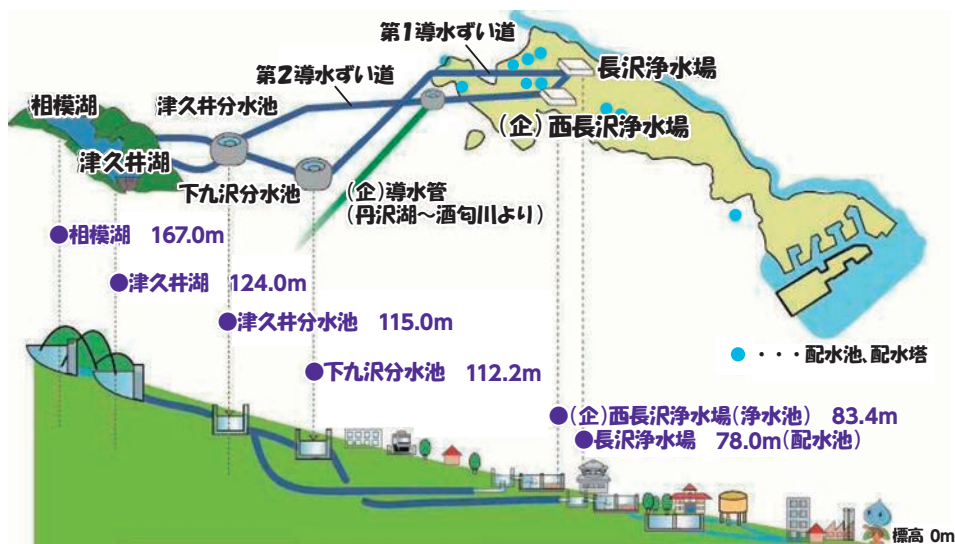 第1導水ずい道
第2導水ずい道
長沢浄水場
相模湖
津久井分水池
(企)西長沢浄水場
津久井湖
下九沢分水池
(企)導水管
(丹沢湖〜酒匂川より)
●相模湖 167.0m
●津久井湖 124.0m
●津久井分水池 115.0m
●・・・配水池、配水塔
●下九沢分水池 112.2m
●(企)西長沢浄水場(浄水池) 83.4m
●長沢浄水場 78.0m(配水池)
標高 0m